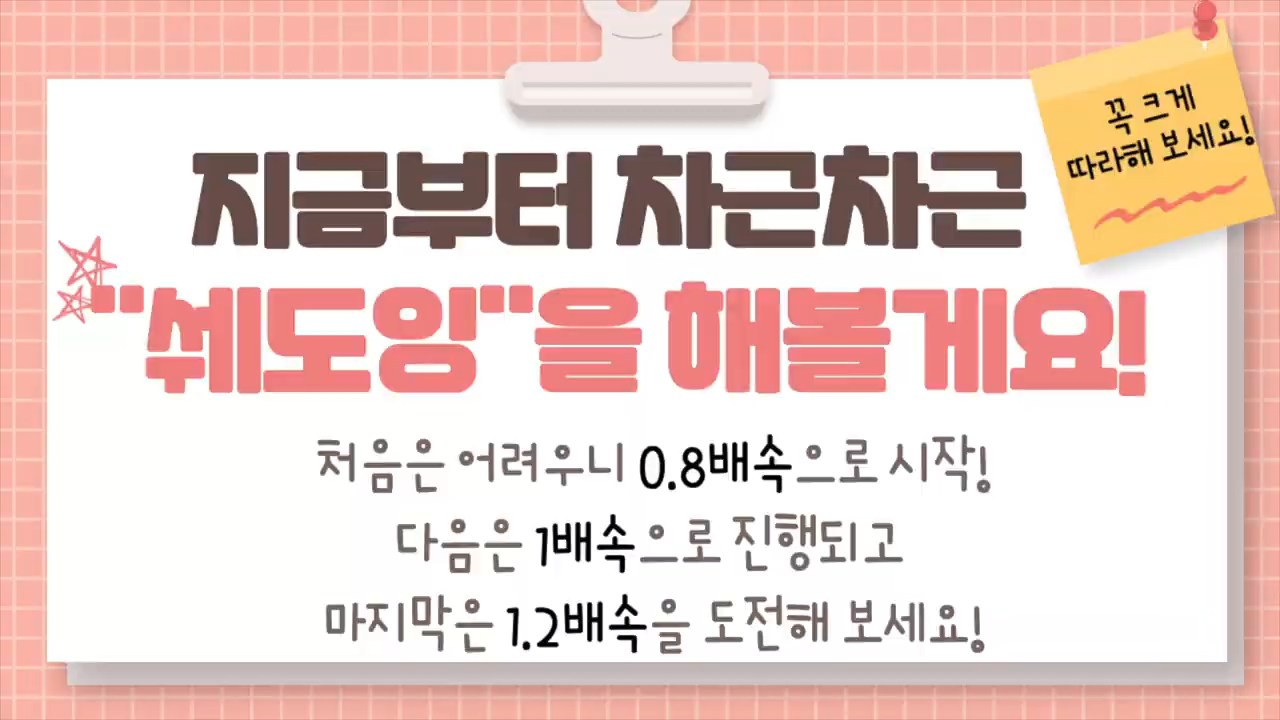 꼭 크게
따라해 보세요!
지금부터 차근차근
"쉐도잉"을 해볼게요!
처음은 어려우니 0.8배속으로 시작!
다음은 1배속으로 진행되고
마지막은 1.2배속을 도전해 보세요!